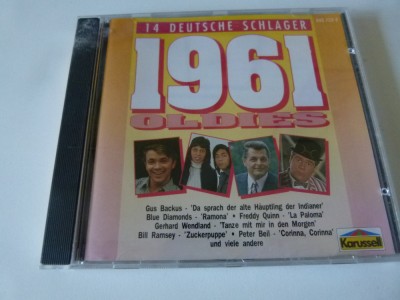 14 DEUTSCHE SCHLAGER
1961
OLDIES
Gus Backus - 'Da sprach der alte Häuptling der Indianer'
Blue Diamonds - 'Ramona' • Freddy Quinn - 'La Paloma'
Gerhard Wendland - 'Tanze mit mir in den Morgen'
Bill Ramsey - 'Zuckerpuppe' • Peter Beil - 'Corinna, Corinna'
und viele andere
Karussell